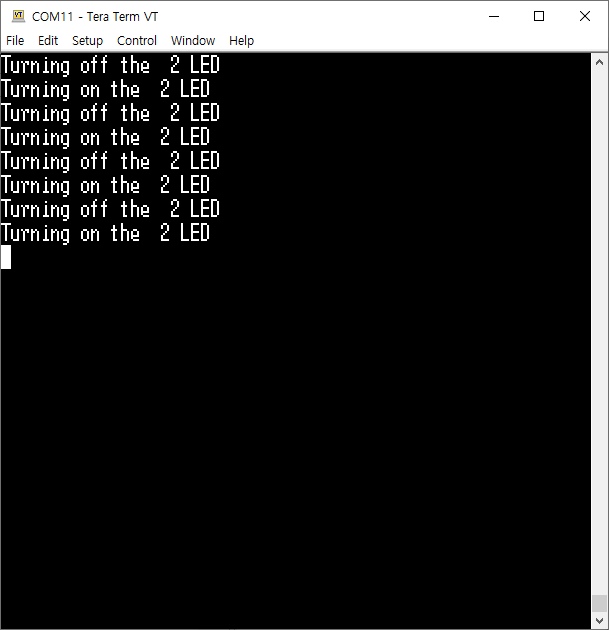 COM11 - Tera Term VT
File Edit Setup Control Window Help
Turning off the  2 LED
Turning on the  2 LED
Turning off the  2 LED
Turning on the  2 LED
Turning off the  2 LED
Turning on the  2 LED
Turning off the  2 LED
Turning on the  2 LED